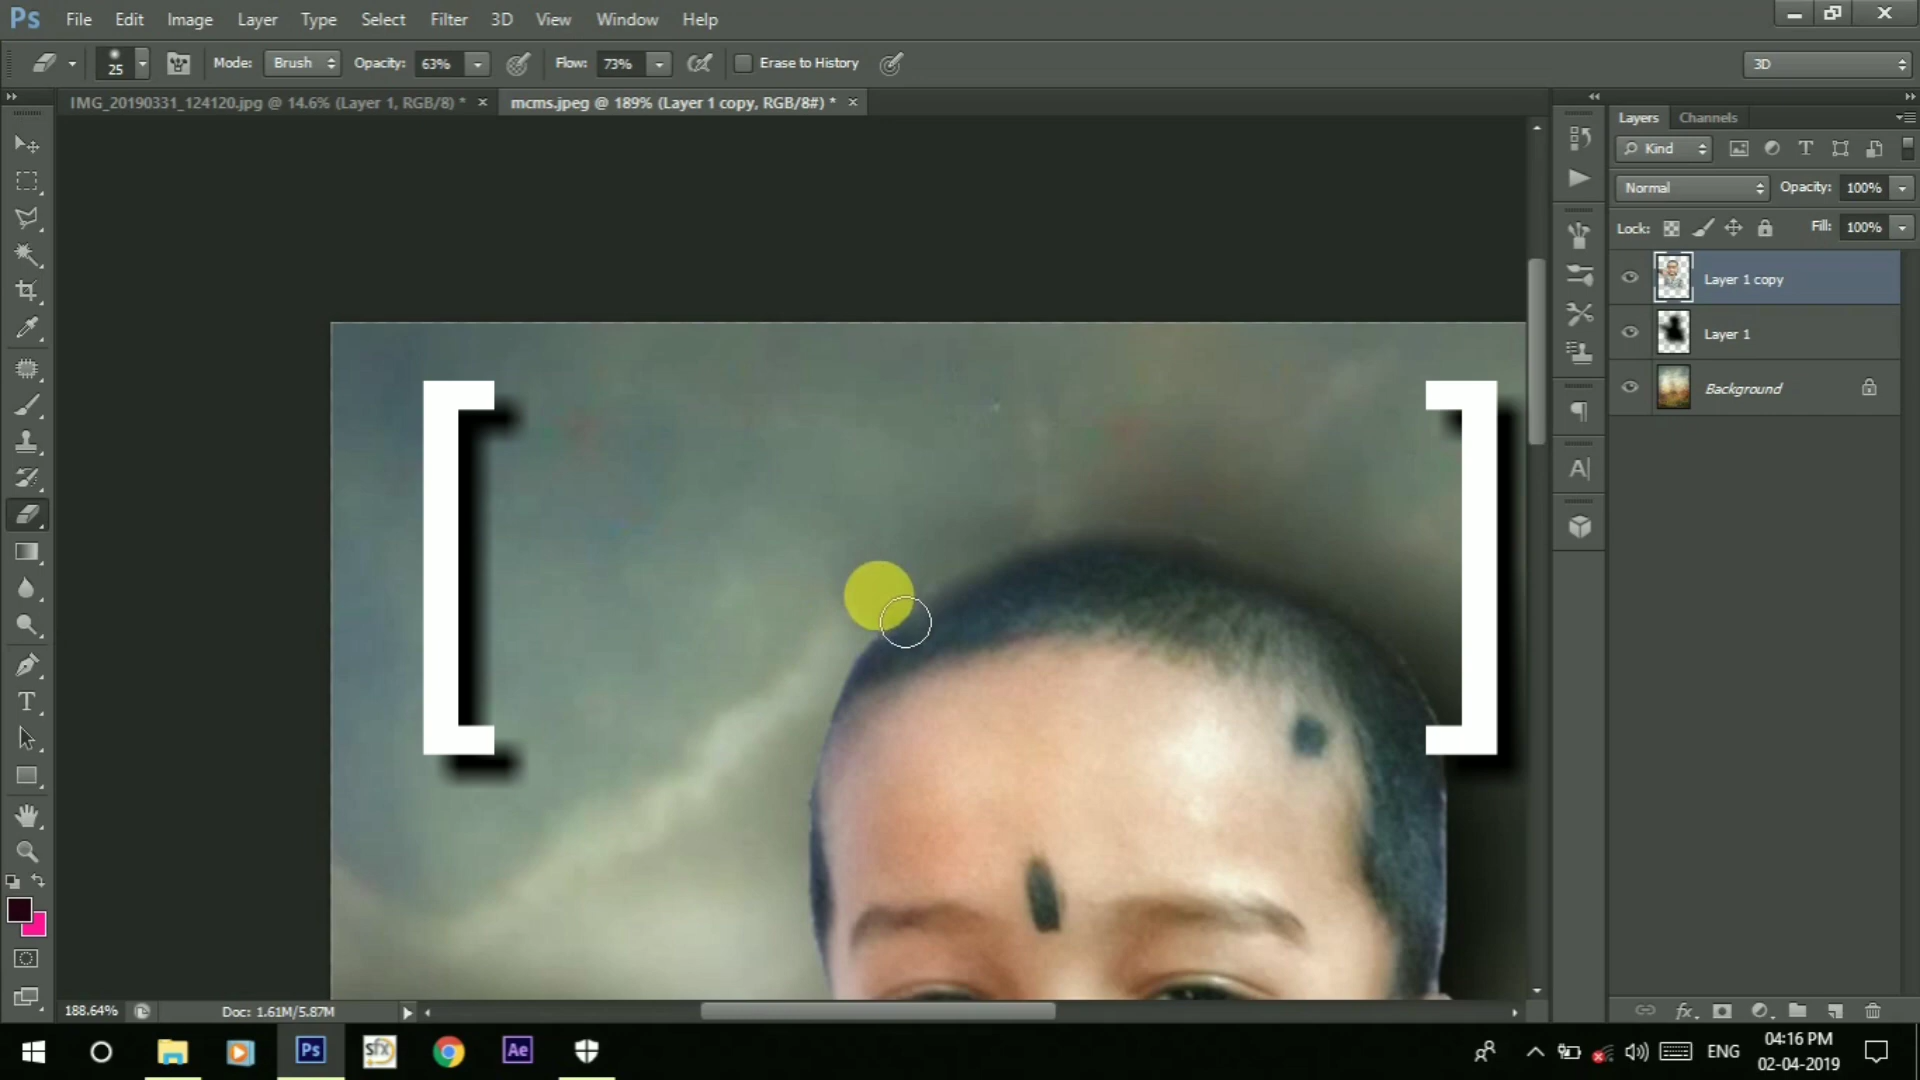 Ps File Edit Image Layer Type Select Filter 3D View Window Help
25 Mode: Brush Opacity: 63% Flow: 73% Erase to History 3D
IMG_20190331_124120.jpg @ 14.6% (Layer 1, RGB/8) * × mcms.jpeg @ 189% (Layer 1 copy, RGB/8#) * ×
Layers Channels
Kind
Normal Opacity: 100%
Lock: Fill: 100%
Layer 1 copy
Layer 1
Background
[ ]
188.64% Doc: 1.61M/5.87M
Ps sfx Ae ENG 04:16 PM
02-04-2019